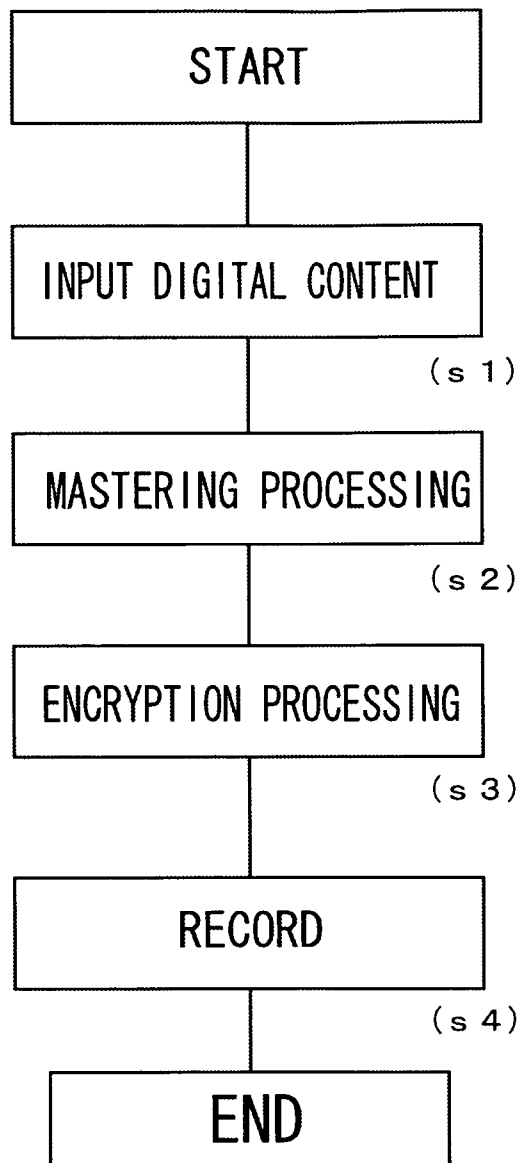 START
INPUT DIGITAL CONTENT
(s 1)
MASTERING PROCESSING
(s 2)
ENCRYPTION PROCESSING
(s 3)
RECORD
(s 4)
END